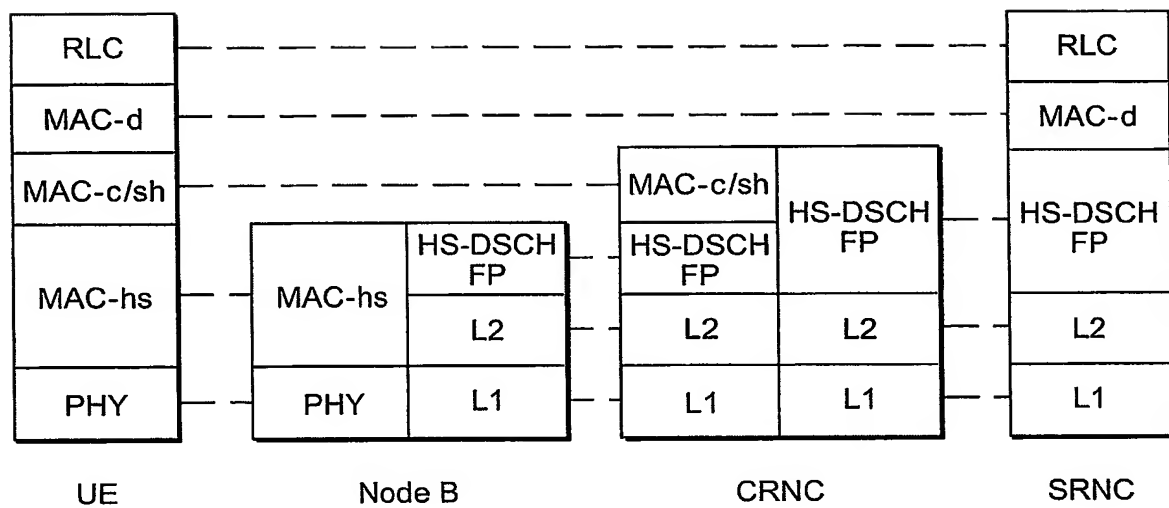 RLC
RLC
MAC-d
MAC-d
MAC-c/sh
MAC-c/sh
HS-DSCH
FP
HS-DSCH
FP
HS-DSCH
FP
HS-DSCH
FP
MAC-hs
MAC-hs
L2
L2
L2
L2
PHY
PHY
L1
L1
L1
L1
UE
Node B
CRNC
SRNC